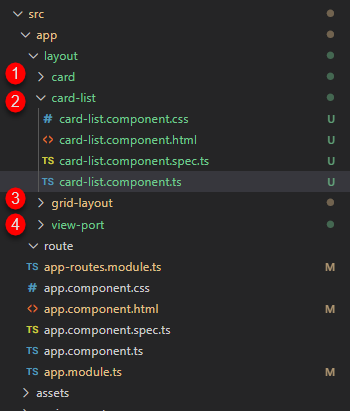 src
app
layout
1 card
2 card-list
# card-list.component.css U
<> card-list.component.html U
TS card-list.component.spec.ts U
TS card-list.component.ts U
3 grid-layout
4 view-port
route
TS app-routes.module.ts M
# app.component.css
<> app.component.html M
TS app.component.spec.ts
TS app.component.ts
TS app.module.ts M
assets